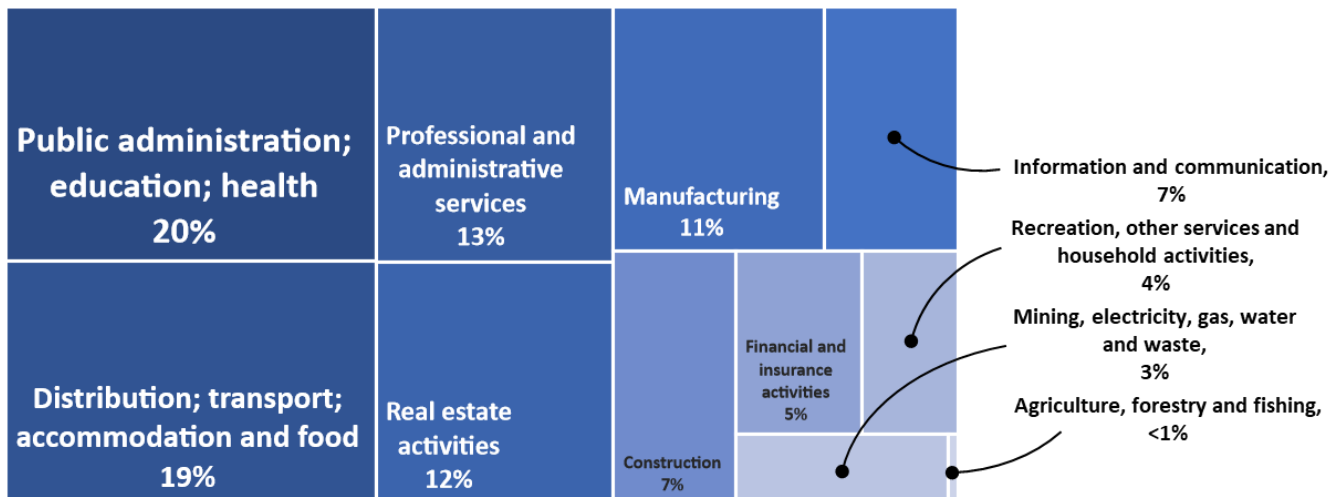 Public administration;
education; health
20%
Professional and
administrative
services
13%
Manufacturing
11%
Information and communication,
7%
Recreation, other services and
household activities,
4%
Mining, electricity, gas, water
and waste,
3%
Agriculture, forestry and fishing,
<1%
Distribution; transport;
accommodation and food
19%
Real estate
activities
12%
Construction
7%
Financial and
insurance
activities
5%